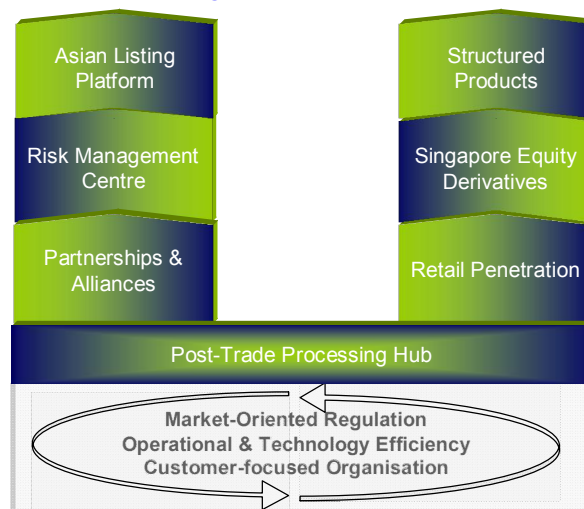 Asian Listing
Platform
Structured
Products
Risk Management
Centre
Singapore Equity
Derivatives
Partnerships &
Alliances
Retail Penetration
Post-Trade Processing Hub
Market-Oriented Regulation
Operational & Technology Efficiency
Customer-focused Organisation